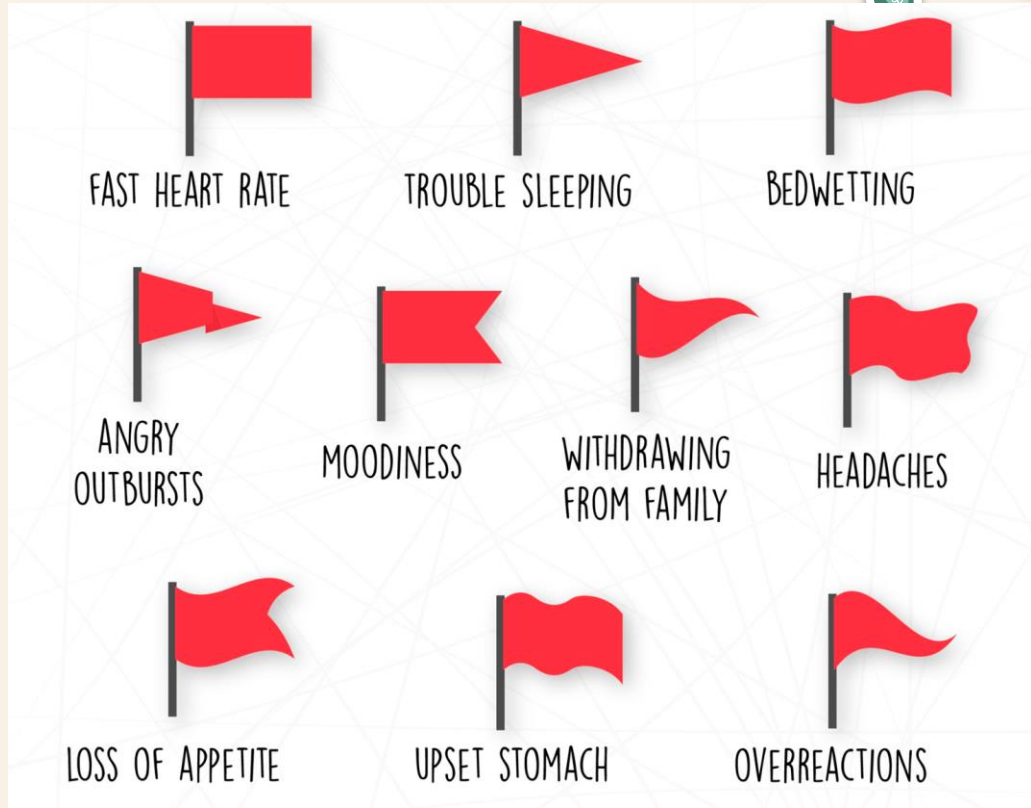 FAST HEART RATE
TROUBLE SLEEPING
BEDWETTING
ANGRY
OUTBURSTS
MOODINESS
WITHDRAWING
FROM FAMILY
HEADACHES
LOSS OF APPETITE
UPSET STOMACH
OVERREACTIONS